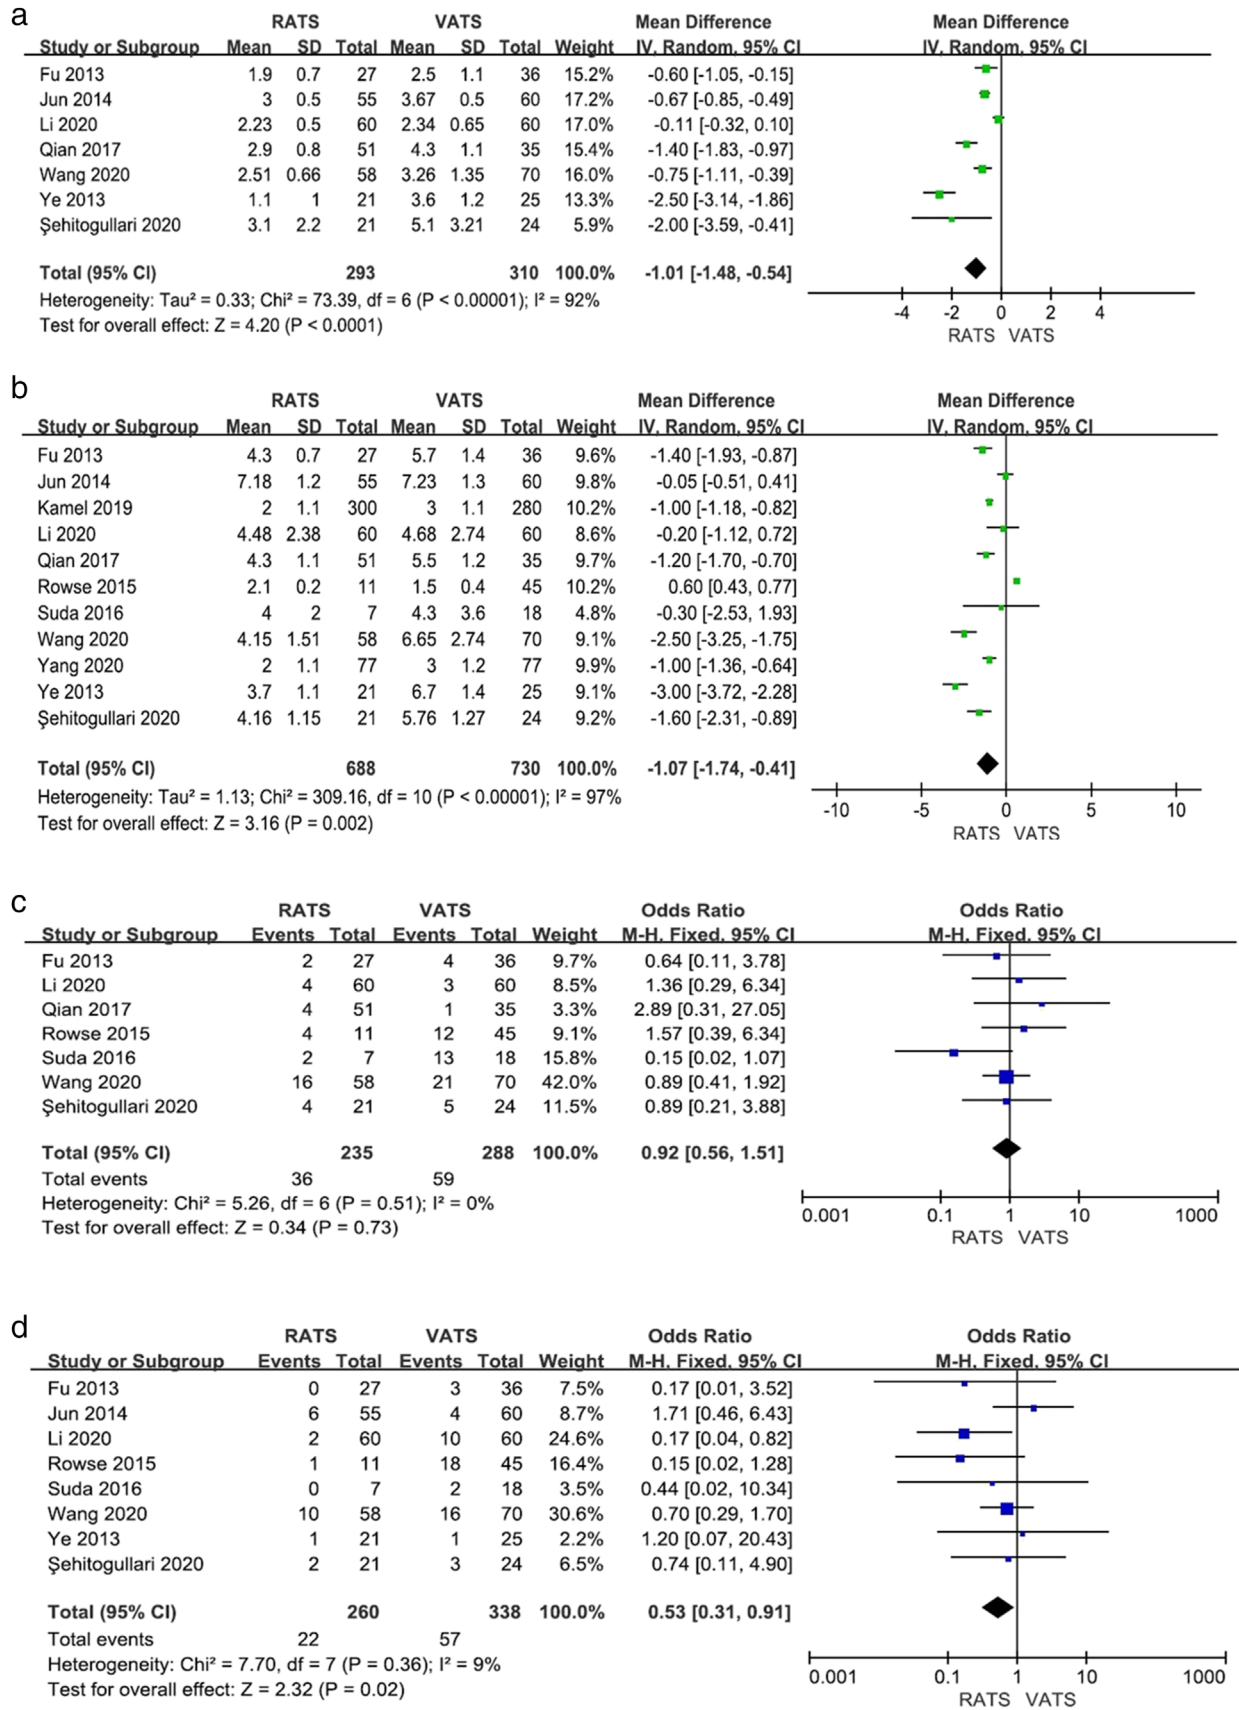 a
RATS VATS Mean Difference Mean Difference
Study or Subgroup Mean SD Total Mean SD Total Weight IV, Random, 95% CI IV, Random, 95% CI
Fu 2013 1.9 0.7 27 2.5 1.1 36 15.2% -0.60 [-1.05, -0.15]
Jun 2014 3 0.5 55 3.67 0.5 60 17.2% -0.67 [-0.85, -0.49]
Li 2020 2.23 0.5 60 2.34 0.65 60 17.0% -0.11 [-0.32, 0.10]
Qian 2017 2.9 0.8 51 4.3 1.1 35 15.4% -1.40 [-1.83, -0.97]
Wang 2020 2.51 0.66 58 3.26 1.35 70 16.0% -0.75 [-1.11, -0.39]
Ye 2013 1.1 1 21 3.6 1.2 25 13.3% -2.50 [-3.14, -1.86]
Şehitogullari 2020 3.1 2.2 21 5.1 3.21 24 5.9% -2.00 [-3.59, -0.41]
Total (95% CI) 293 310 100.0% -1.01 [-1.48, -0.54]
Heterogeneity: Tau² = 0.33; Chi² = 73.39, df = 6 (P < 0.00001); I² = 92%
Test for overall effect: Z = 4.20 (P < 0.0001)
-4 -2 0 2 4
RATS VATS
b
RATS VATS Mean Difference Mean Difference
Study or Subgroup Mean SD Total Mean SD Total Weight IV, Random, 95% CI IV, Random, 95% CI
Fu 2013 4.3 0.7 27 5.7 1.4 36 9.6% -1.40 [-1.93, -0.87]
Jun 2014 7.18 1.2 55 7.23 1.3 60 9.8% -0.05 [-0.51, 0.41]
Kamel 2019 2 1.1 300 3 1.1 280 10.2% -1.00 [-1.18, -0.82]
Li 2020 4.48 2.38 60 4.68 2.74 60 8.6% -0.20 [-1.12, 0.72]
Qian 2017 4.3 1.1 51 5.5 1.2 35 9.7% -1.20 [-1.70, -0.70]
Rowse 2015 2.1 0.2 11 1.5 0.4 45 10.2% 0.60 [0.43, 0.77]
Suda 2016 4 2 7 4.3 3.6 18 4.8% -0.30 [-2.53, 1.93]
Wang 2020 4.15 1.51 58 6.65 2.74 70 9.1% -2.50 [-3.25, -1.75]
Yang 2020 2 1.1 77 3 1.2 77 9.9% -1.00 [-1.36, -0.64]
Ye 2013 3.7 1.1 21 6.7 1.4 25 9.1% -3.00 [-3.72, -2.28]
Şehitogullari 2020 4.16 1.15 21 5.76 1.27 24 9.2% -1.60 [-2.31, -0.89]
Total (95% CI) 688 730 100.0% -1.07 [-1.74, -0.41]
Heterogeneity: Tau² = 1.13; Chi² = 309.16, df = 10 (P < 0.00001); I² = 97%
Test for overall effect: Z = 3.16 (P = 0.002)
-10 -5 0 5 10
RATS VATS
c
RATS VATS Odds Ratio Odds Ratio
Study or Subgroup Events Total Events Total Weight M-H, Fixed, 95% CI M-H, Fixed, 95% CI
Fu 2013 2 27 4 36 9.7% 0.64 [0.11, 3.78]
Li 2020 4 60 3 60 8.5% 1.36 [0.29, 6.34]
Qian 2017 4 51 1 35 3.3% 2.89 [0.31, 27.05]
Rowse 2015 4 11 12 45 9.1% 1.57 [0.39, 6.34]
Suda 2016 2 7 13 18 15.8% 0.15 [0.02, 1.07]
Wang 2020 16 58 21 70 42.0% 0.89 [0.41, 1.92]
Şehitogullari 2020 4 21 5 24 11.5% 0.89 [0.21, 3.88]
Total (95% CI) 235 288 100.0% 0.92 [0.56, 1.51]
Total events 36 59
Heterogeneity: Chi² = 5.26, df = 6 (P = 0.51); I² = 0%
Test for overall effect: Z = 0.34 (P = 0.73)
0.001 0.1 1 10 1000
RATS VATS
d
RATS VATS Odds Ratio Odds Ratio
Study or Subgroup Events Total Events Total Weight M-H, Fixed, 95% CI M-H, Fixed, 95% CI
Fu 2013 0 27 3 36 7.5% 0.17 [0.01, 3.52]
Jun 2014 6 55 4 60 8.7% 1.71 [0.46, 6.43]
Li 2020 2 60 10 60 24.6% 0.17 [0.04, 0.82]
Rowse 2015 1 11 18 45 16.4% 0.15 [0.02, 1.28]
Suda 2016 0 7 2 18 3.5% 0.44 [0.02, 10.34]
Wang 2020 10 58 16 70 30.6% 0.70 [0.29, 1.70]
Ye 2013 1 21 1 25 2.2% 1.20 [0.07, 20.43]
Şehitogullari 2020 2 21 3 24 6.5% 0.74 [0.11, 4.90]
Total (95% CI) 260 338 100.0% 0.53 [0.31, 0.91]
Total events 22 57
Heterogeneity: Chi² = 7.70, df = 7 (P = 0.36); I² = 9%
Test for overall effect: Z = 2.32 (P = 0.02)
0.001 0.1 1 10 1000
RATS VATS